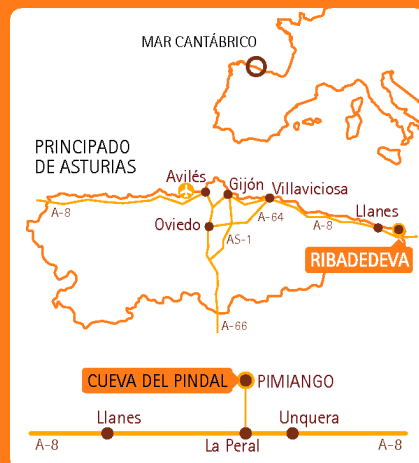 MAR CANTÁBRICO
PRINCIPADO
DE ASTURIAS
Avilés
Gijón
Villaviciosa
A-8
Oviedo
A-64
A-8
Llanes
AS-1
RIBADEDEVA
A-66
CUEVA DEL PINDAL
PIMIANGO
Llanes
Unquera
A-8
La Peral
A-8